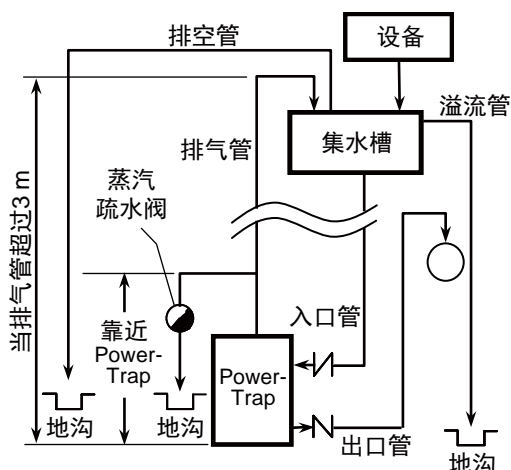 排空管
设备
溢流管
集水槽
排气管
蒸汽
疏水阀
当排气管超过3 m
入口管
靠近
Power-
Trap
Power-
Trap
地沟
地沟
出口管
地沟